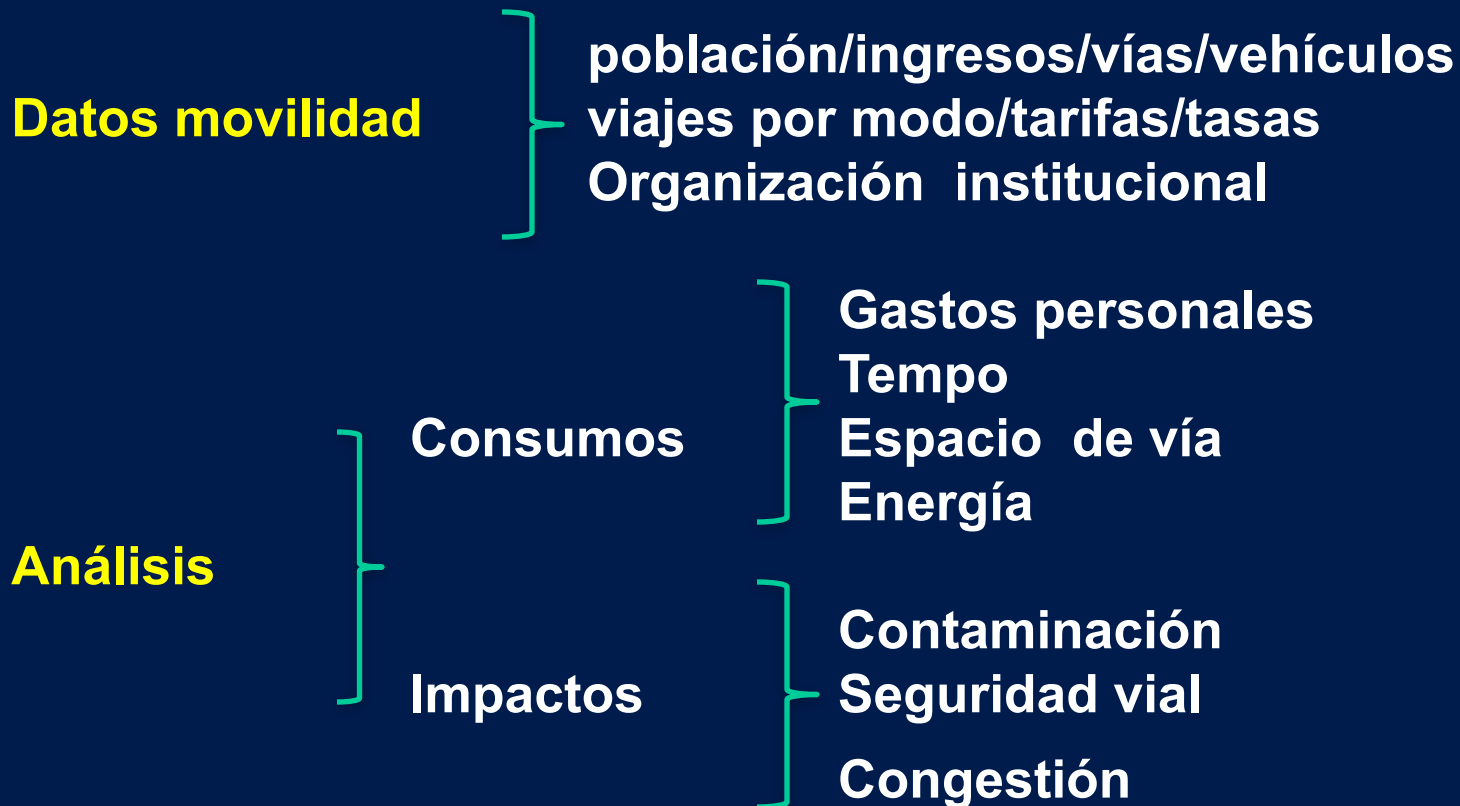 Datos movilidad
población/ingresos/vías/vehículos
viajes por modo/tarifas/tasas
Organización  institucional
Análisis
Consumos
Gastos personales
Tempo
Espacio  de vía
Energía
Impactos
Contaminación
Seguridad vial
Congestión